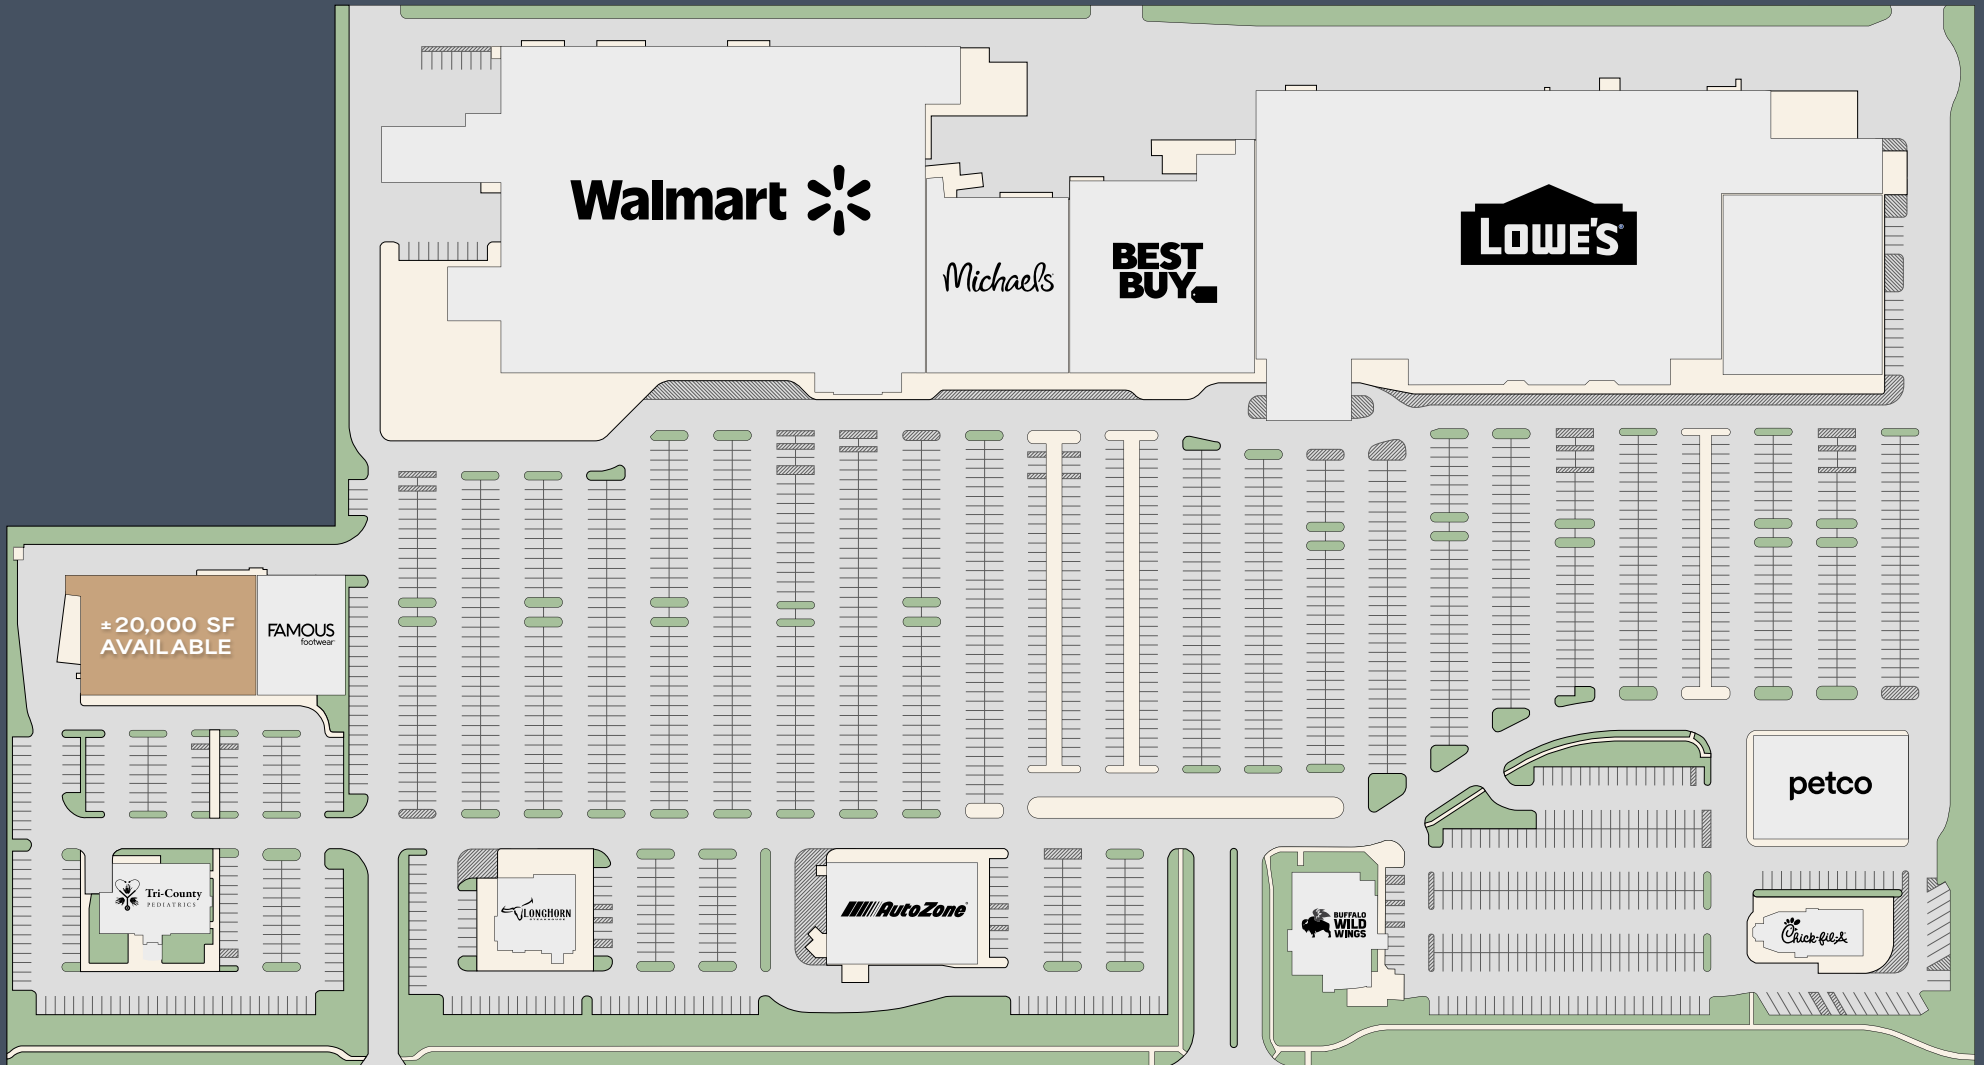 Walmart
Michaels
BEST
BUY
LOWE'S
±20,000 SF
AVAILABLE
FAMOUS
footwear
petco
Tri-County
PEDIATRICS
LONGHORN
STEAKHOUSE
AutoZone
BUFFALO
WILD
WINGS
Chick-fil-A